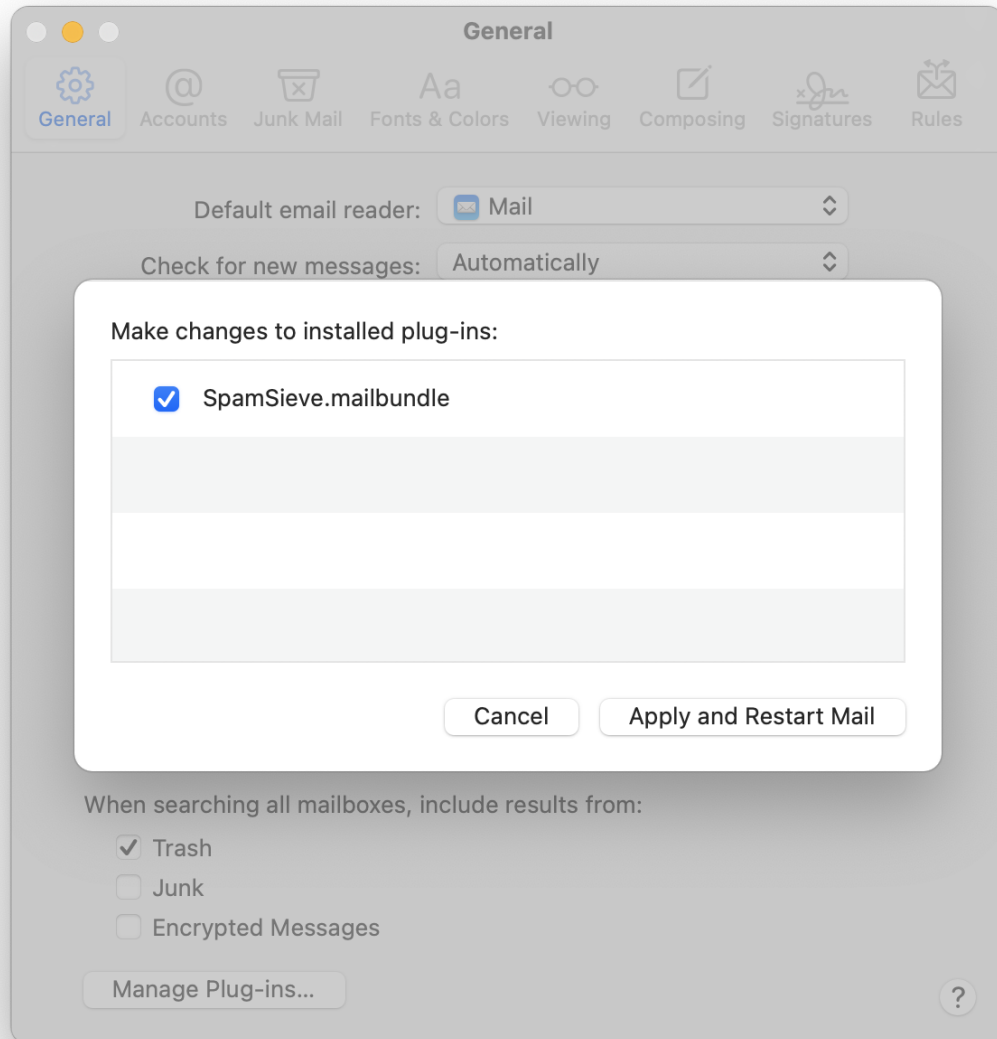 General
General
Accounts
Junk Mail
Aa
Fonts & Colors
Viewing
Composing
Signatures
Rules
Default email reader: Mail
Check for new messages: Automatically
Make changes to installed plug-ins:
SpamSieve.mailbundle
Cancel
Apply and Restart Mail
When searching all mailboxes, include results from:
Trash
Junk
Encrypted Messages
Manage Plug-ins...
?